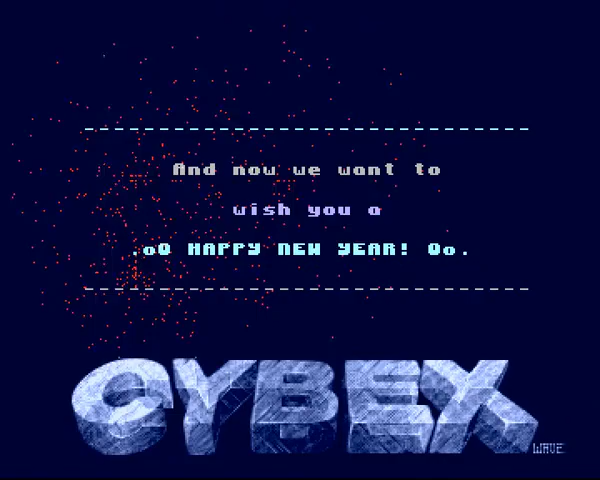 And now we want to
wish you a
.oO HAPPY NEW YEAR! Oo.
CYBEX
WAVE